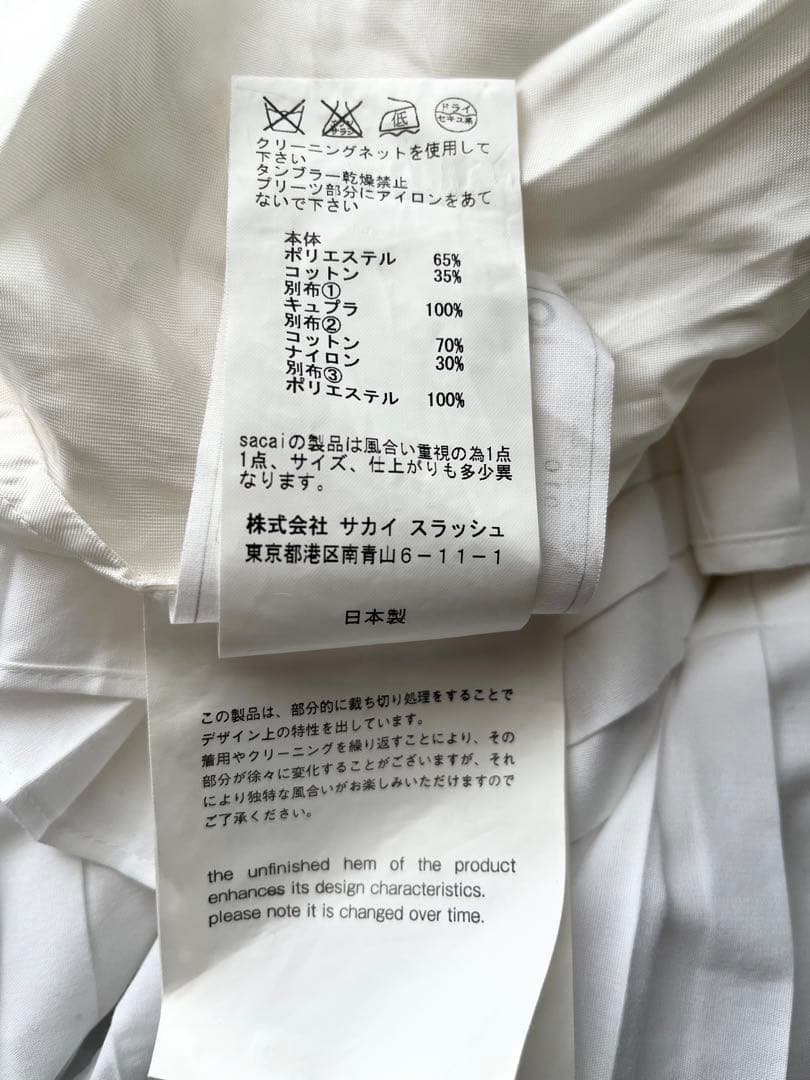 低
ドライ
セキユ系
クリーニングネットを使用して
下さい
タンブラー乾燥禁止
プリーツ部分にアイロンをあて
ないで下さい
本体
ポリエステル 65%
コットン 35%
別布①
キュプラ 100%
別布②
コットン 70%
ナイロン 30%
別布③
ポリエステル 100%
sacaiの製品は風合い重視の為1点
1点、サイズ、仕上がりも多少異
なります。
株式会社 サカイ スラッシュ
東京都港区南青山6-11-1
日本製
この製品は、部分的に裁ち切り処理をすることで
デザイン上の特性を出しています。
着用やクリーニングを繰り返すことにより、その
部分が徐々に変化することがございますが、それ
により独特な風合いがお楽しみいただけますので
ご了承ください。
the unfinished hem of the product
enhances its design characteristics.
please note it is changed over time.